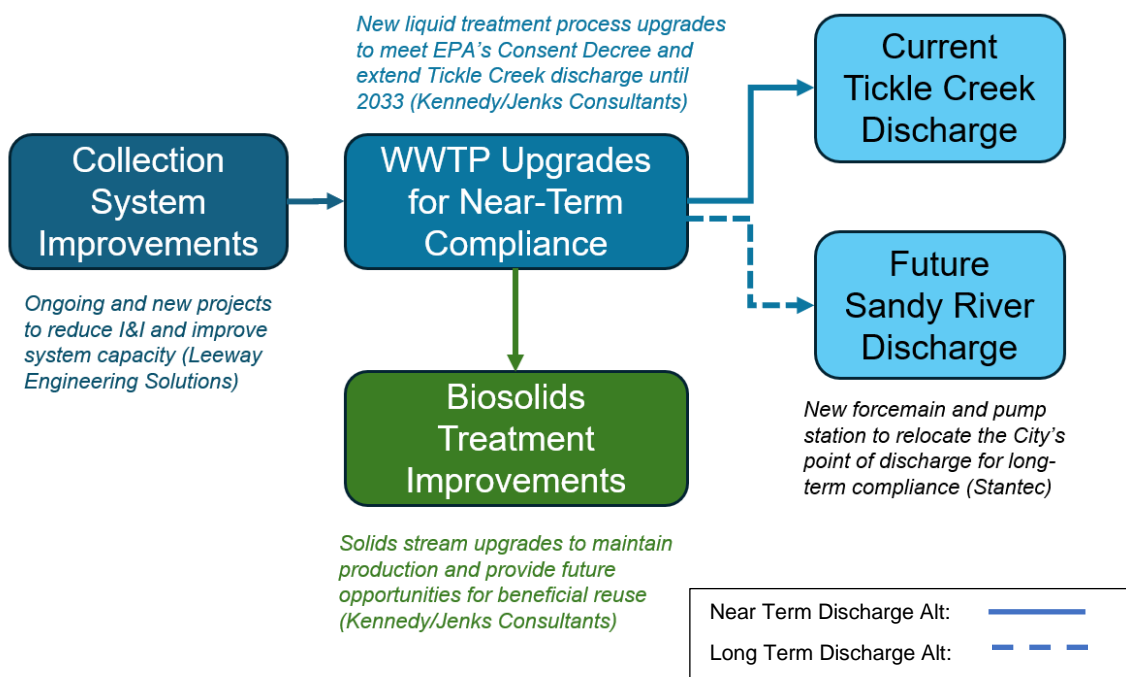 New liquid treatment process upgrades
to meet EPA's Consent Decree and
extend Tickle Creek discharge until
2033 (Kennedy/Jenks Consultants)
Current
Tickle Creek
Discharge
Collection
System
Improvements
WWTP Upgrades
for Near-Term
Compliance
Future
Sandy River
Discharge
Ongoing and new projects
to reduce I&I and improve
system capacity (Leeway
Engineering Solutions)
Biosolids
Treatment
Improvements
New forcemain and pump
station to relocate the City's
point of discharge for long-
term compliance (Stantec)
Solids stream upgrades to maintain
production and provide future
opportunities for beneficial reuse
(Kennedy/Jenks Consultants)
Near Term Discharge Alt:
Long Term Discharge Alt: